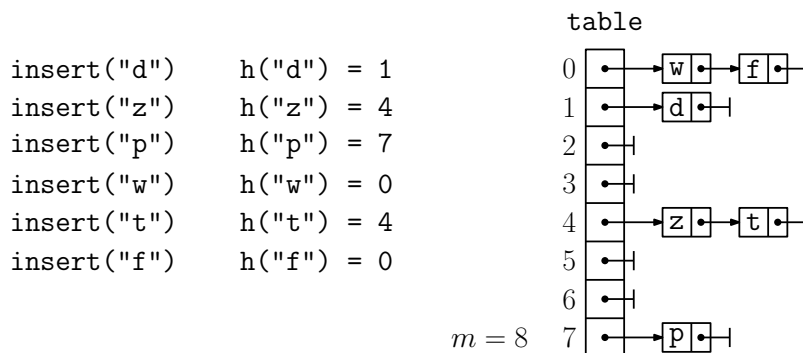 table
insert("d") h("d") = 1
insert("z") h("z") = 4
insert("p") h("p") = 7
insert("w") h("w") = 0
insert("t") h("t") = 4
insert("f") h("f") = 0
0 w f
1 d
2
3
4 z t
5
6
m = 8 7 p